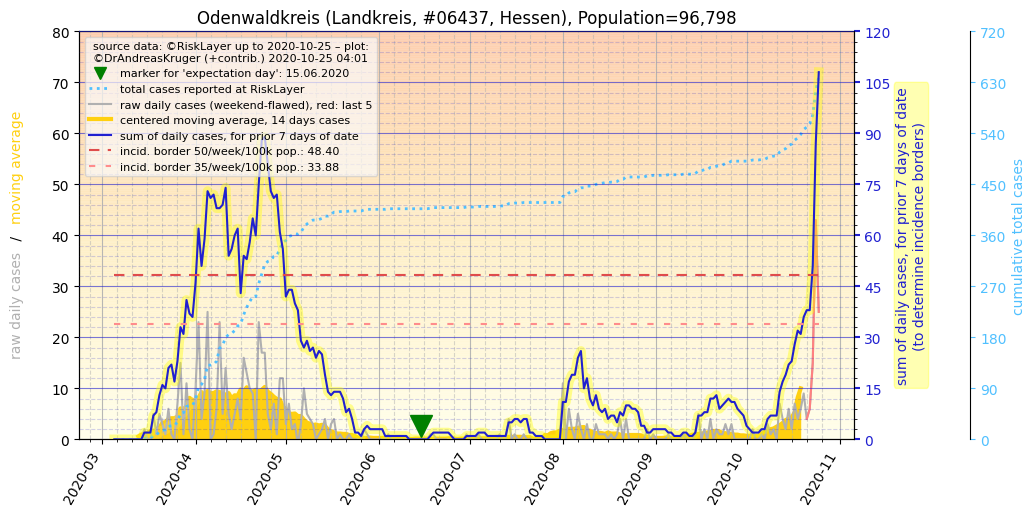 Odenwaldkreis (Landkreis, #06437, Hessen), Population=96,798
source data: ©RiskLayer up to 2020-10-25 – plot:
©DrAndreasKruger (+contrib.) 2020-10-25 04:01
marker for 'expectation day': 15.06.2020
total cases reported at RiskLayer
raw daily cases (weekend-flawed), red: last 5
centered moving average, 14 days cases
sum of daily cases, for prior 7 days of date
incid. border 50/week/100k pop.: 48.40
incid. border 35/week/100k pop.: 33.88
raw daily cases / moving average
80
70
60
50
40
30
20
10
0
120
105
90
75
60
45
30
15
0
sum of daily cases, for prior 7 days of date
(to determine incidence borders)
720
630
540
450
360
270
180
90
0
cumulative total cases
2020-03
2020-04
2020-05
2020-06
2020-07
2020-08
2020-09
2020-10
2020-11